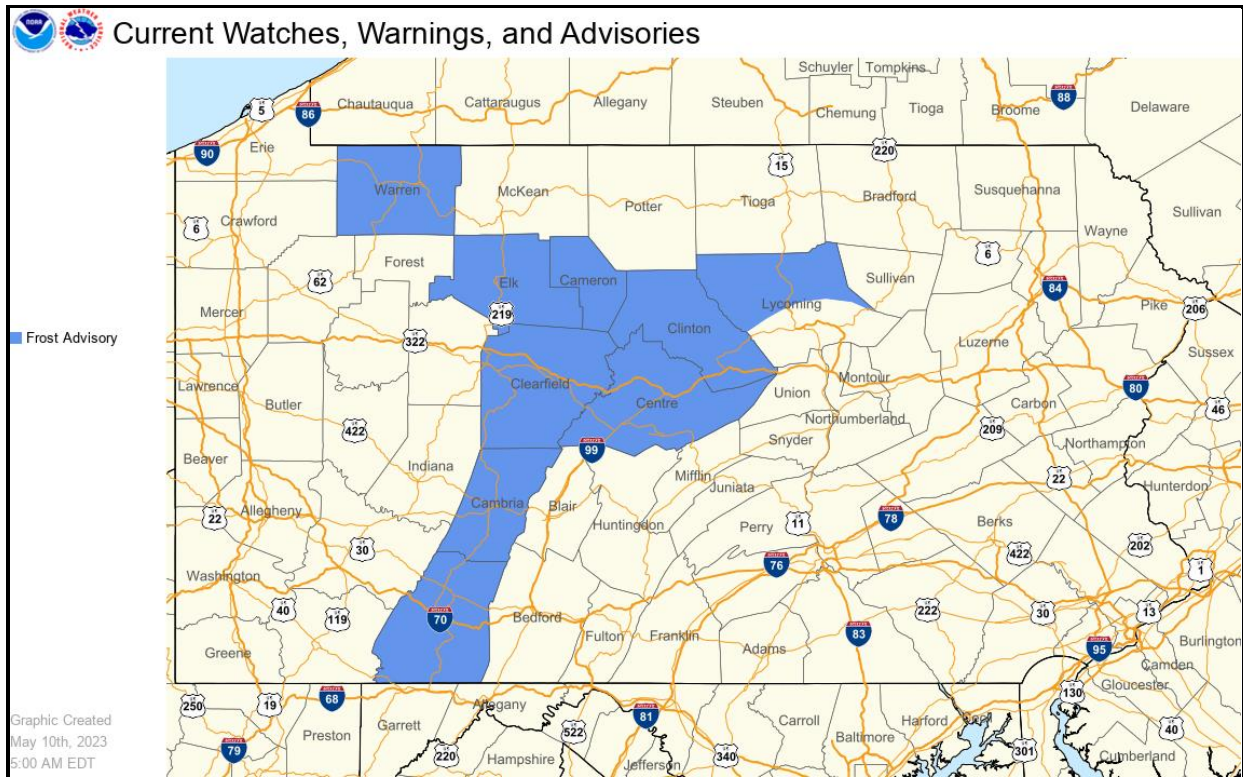 NOAA
Current Watches, Warnings, and Advisories
Schuyler Tompkins
5 86 Chautauqua Cattaraugus Allegany Steuben Chemung Tioga Broome 88 Delaware
90 Erie 15 220
Warren McKean Potter Tioga Bradford Susquehanna Sullivan
6 Crawford Wayne
Forest 62 Elk Cameron Sullivan 6 84
Mercer 219 Lycoming Pike 206
Frost Advisory
322 Clinton Luzerne Sussex
Lawrence Clearfield Montour 80
Butler Centre Union Carbon 46
422 Northumberland 209
Snyder Northampton
Beaver Indiana 99 Mifflin 22
Juniata Hunterdon
22 Allegheny Cambria Blair Huntingdon Perry 11 78 Berks
30 422 202
Washington 76 1
40 119 70 Bedford 222 30 13
Fulton Franklin 83 Burlington
Greene Adams 95
Camden
Gloucester
250 19 68 Allegany 130
Garrett 81 Carroll Harford Cecil 40
Preston 522
79 220 Hampshire Jefferson 340 Baltimore 301 Cumberland
Graphic Created
May 10th, 2023
5:00 AM EDT